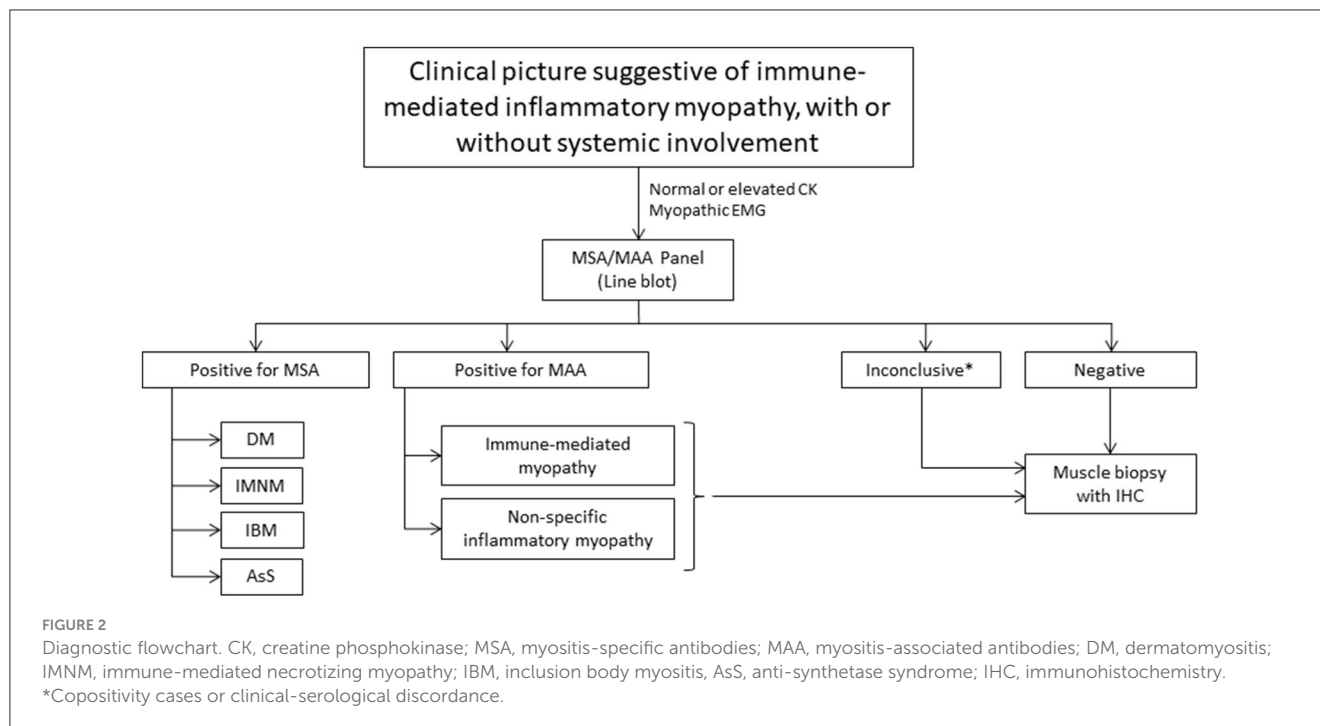 Clinical picture suggestive of immune-
mediated inflammatory myopathy, with or
without systemic involvement
Normal or elevated CK
Myopathic EMG
MSA/MAA Panel
(Line blot)
Positive for MSA
Positive for MAA
Inconclusive*
Negative
DM
IMNM
IBM
AsS
Immune-mediated
myopathy
Non-specific
inflammatory myopathy
Muscle biopsy
with IHC
FIGURE 2
Diagnostic flowchart. CK, creatine phosphokinase; MSA, myositis-specific antibodies; MAA, myositis-associated antibodies; DM, dermatomyositis;
IMNM, immune-mediated necrotizing myopathy; IBM, inclusion body myositis, AsS, anti-synthetase syndrome; IHC, immunohistochemistry.
*Copositivity cases or clinical-serological discordance.